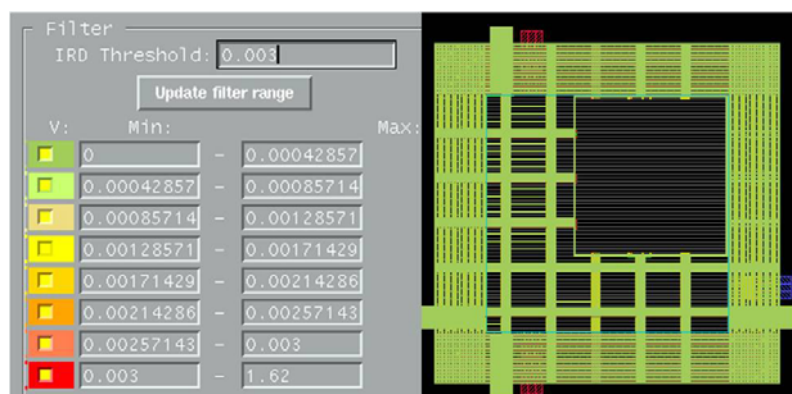 Filter
IRD Threshold: 0.003
Update filter range
V: Min: Max:
0 - 0.00042857
0.00042857 - 0.00085714
0.00085714 - 0.00128571
0.00128571 - 0.00171429
0.00171429 - 0.00214286
0.00214286 - 0.00257143
0.00257143 - 0.003
0.003 - 1.62